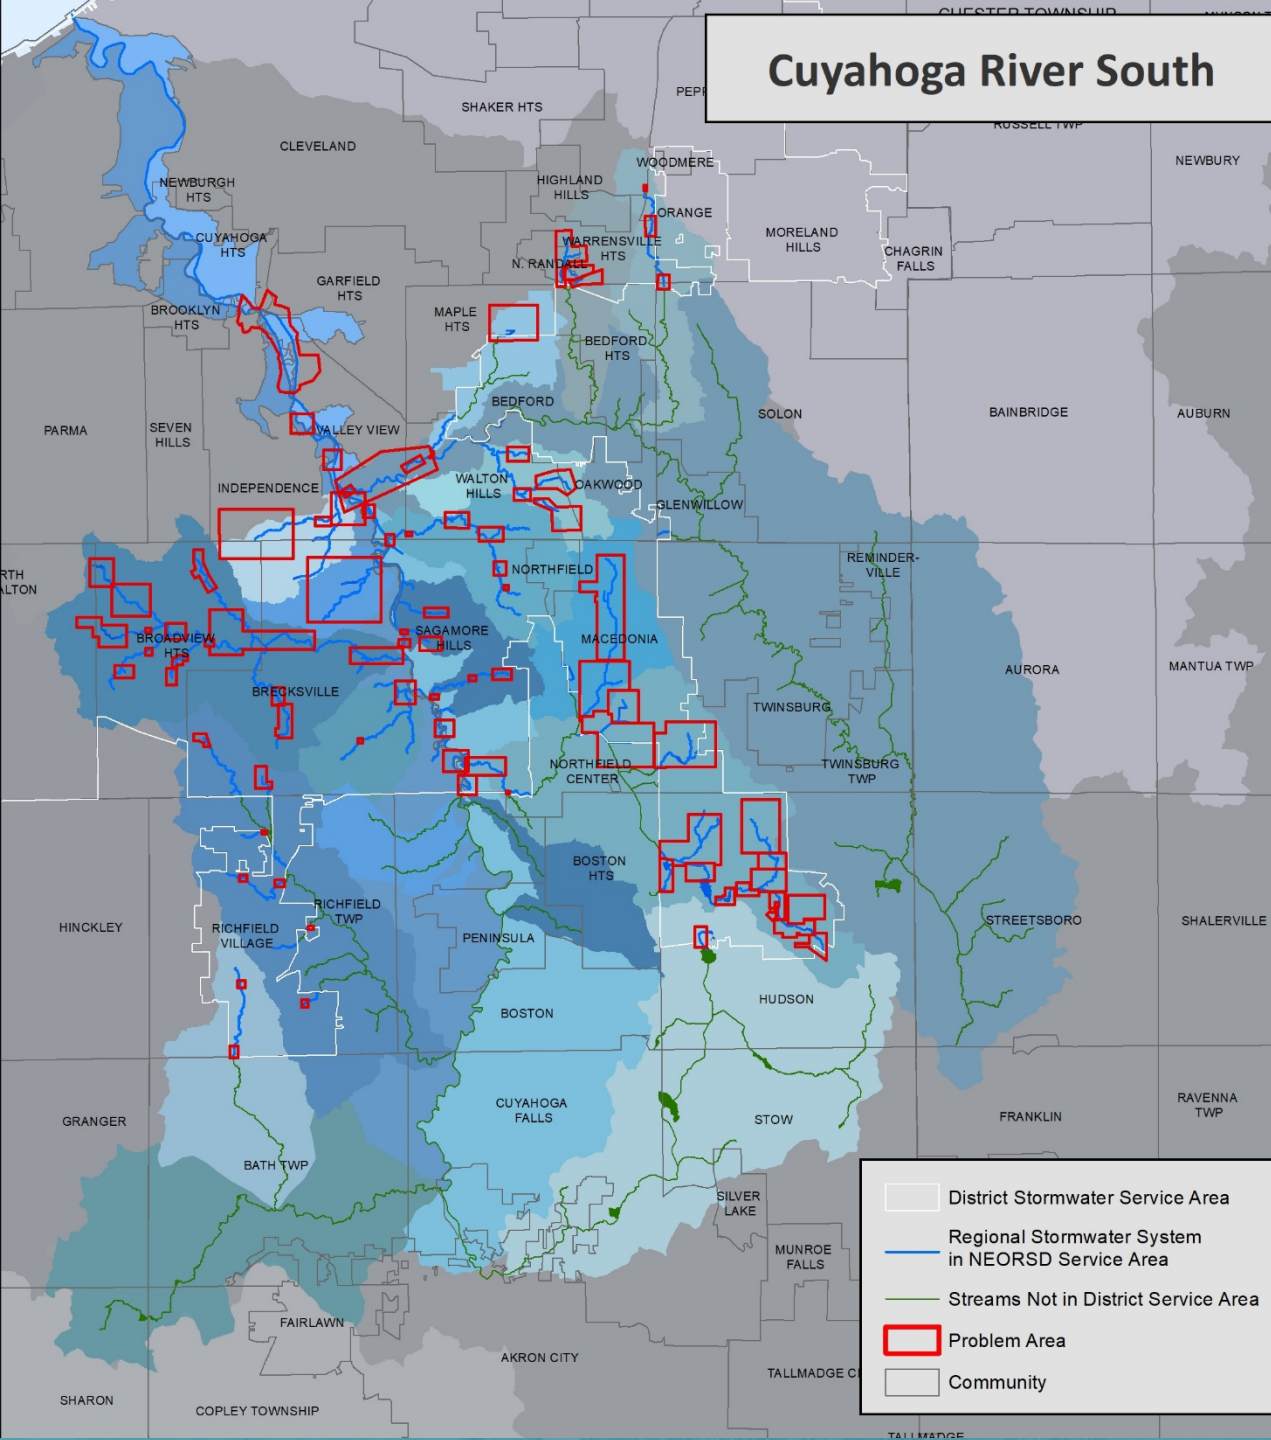 CHESTER TOWNSHIP
Cuyahoga River South
SHAKER HTS
RUSSELL TWP
CLEVELAND
WOODMERE
NEWBURY
HIGHLAND
HILLS
NEWBURGH
HTS
ORANGE
CUYAHOGA
HTS
WARRENSVILLE
HTS
MORELAND
HILLS
N. RANDALL
CHAGRIN
FALLS
GARFIELD
HTS
BROOKLYN
HTS
MAPLE
HTS
BEDFORD
HTS
BEDFORD
SOLON
BAINBRIDGE
AUBURN
PARMA
SEVEN
HILLS
VALLEY VIEW
INDEPENDENCE
WALTON
HILLS
OAKWOOD
GLENWILLOW
REMINDER-
VILLE
NORTHFIELD
BROADVIEW
HTS
SAGAMORE
HILLS
MACEDONIA
AURORA
MANTUA TWP
BRECKSVILLE
TWINSBURG
NORTHFIELD
CENTER
TWINSBURG
TWP
BOSTON
HTS
HINCKLEY
RICHFIELD
TWP
RICHFIELD
VILLAGE
PENINSULA
STREETSBORO
SHALERVILLE
HUDSON
BOSTON
GRANGER
CUYAHOGA
FALLS
STOW
FRANKLIN
RAVENNA
TWP
BATH TWP
SILVER
LAKE
MUNROE
FALLS
FAIRLAWN
AKRON CITY
SHARON
COPLEY TOWNSHIP
TALLMADGE
District Stormwater Service Area
Regional Stormwater System
in NEORSD Service Area
Streams Not in District Service Area
Problem Area
Community